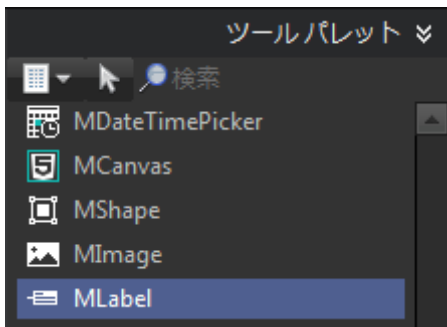 ツール パレット
検索
MDateTimePicker
MCanvas
MShape
MImage
MLabel